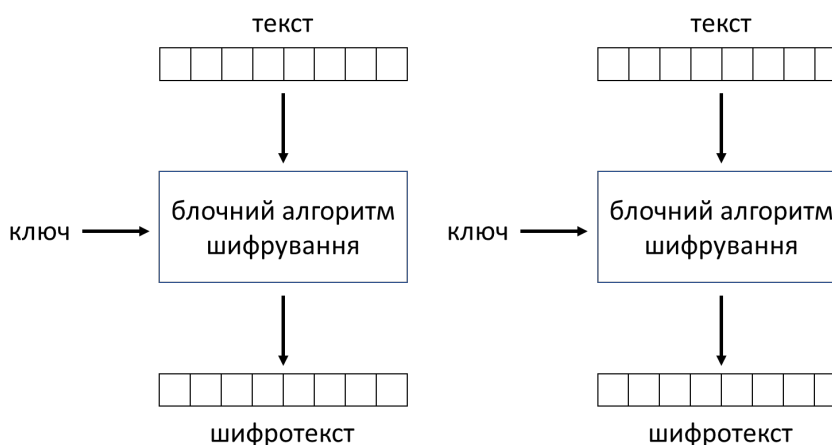 текст
текст
ключ
блочний алгоритм
шифрування
ключ
блочний алгоритм
шифрування
шифротекст
шифротекст